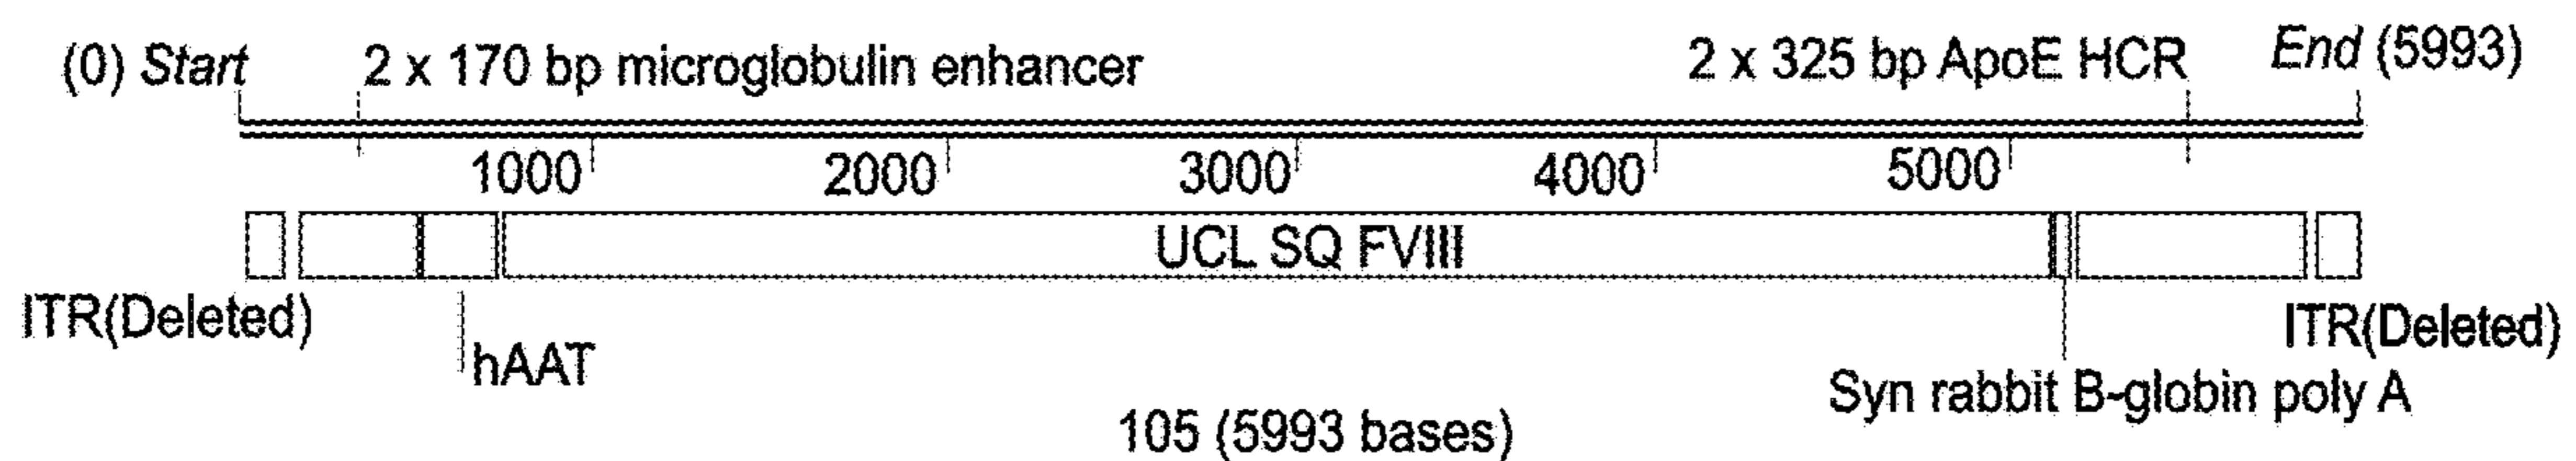 (0) Start 2 x 170 bp microglobulin enhancer 2 x 325 bp ApoE HCR End (5993)
1000 2000 3000 4000 5000
UCL SQ FVIII
ITR(Deleted) ITR(Deleted)
hAAT
Syn rabbit B-globin poly A
105 (5993 bases)